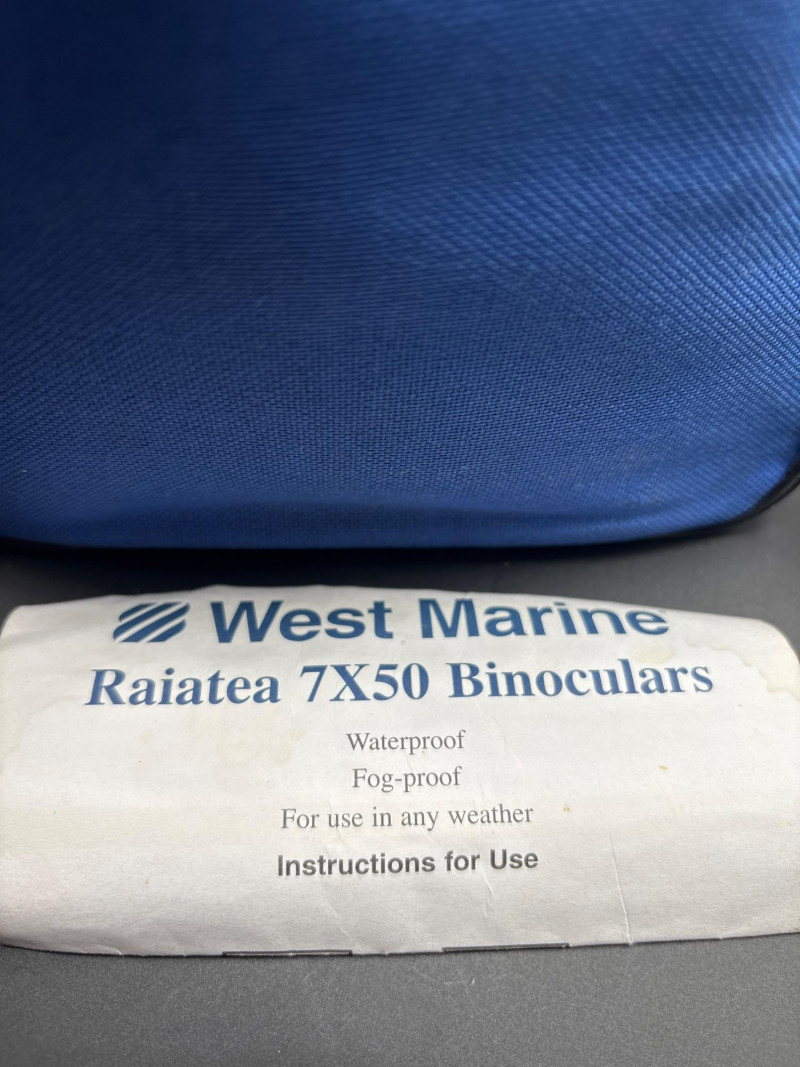 West Marine
Raiatea 7X50 Binoculars
Waterproof
Fog-proof
For use in any weather
Instructions for Use